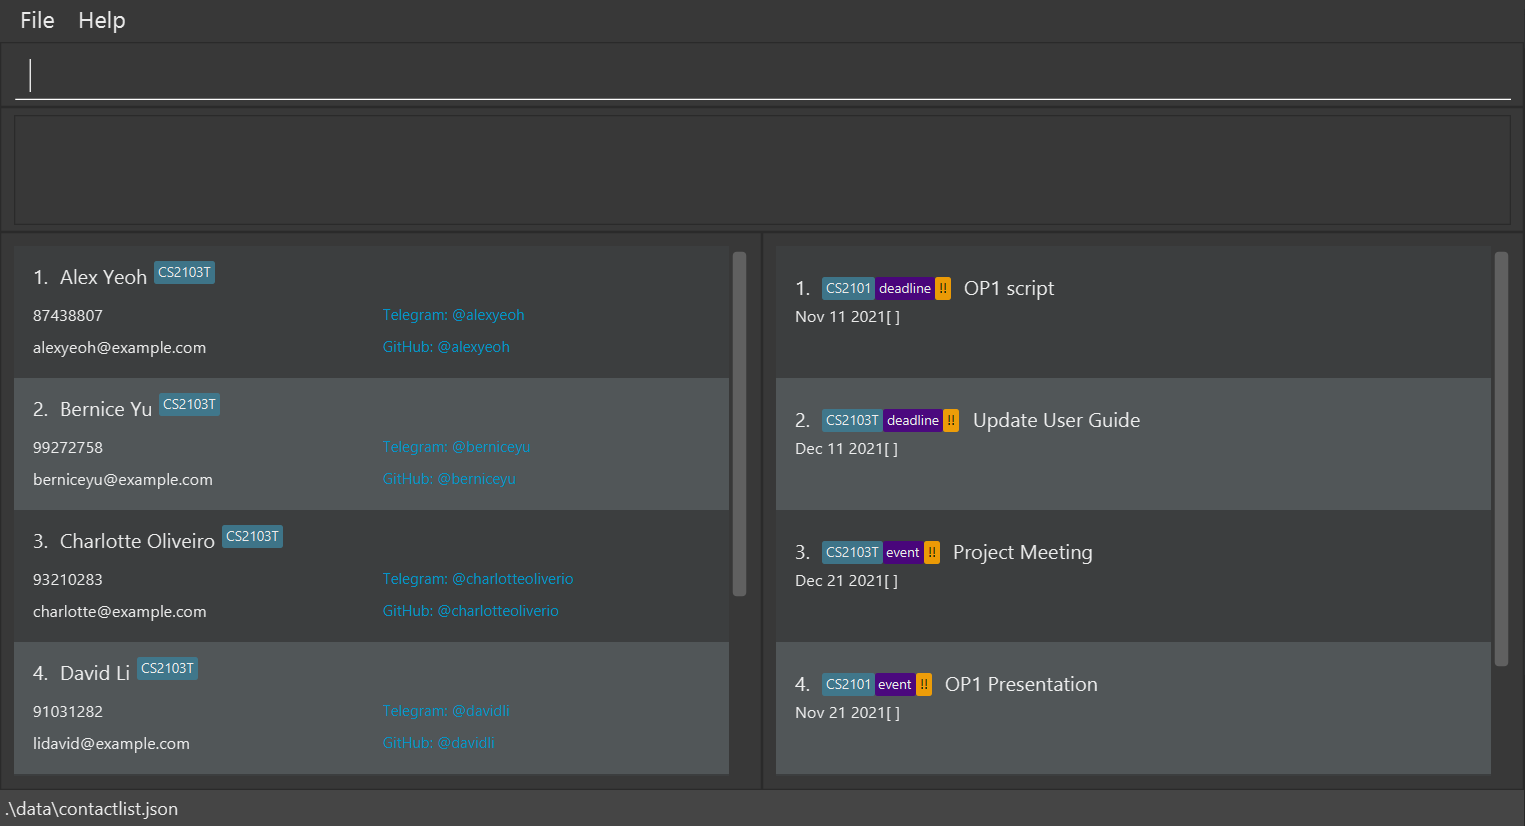 File Help
1. Alex Yeoh CS2103T
87438807 Telegram: @alexyeoh
alexyeoh@example.com GitHub: @alexyeoh
2. Bernice Yu CS2103T
99272758 Telegram: @berniceyu
berniceyu@example.com GitHub: @berniceyu
3. Charlotte Oliveiro CS2103T
93210283 Telegram: @charlotteoliverio
charlotte@example.com GitHub: @charlotteoliverio
4. David Li CS2103T
91031282 Telegram: @davidli
lidavid@example.com GitHub: @davidli
1. CS2101 deadline !! OP1 script
Nov 11 2021[ ]
2. CS2103T deadline !! Update User Guide
Dec 11 2021[ ]
3. CS2103T event !! Project Meeting
Dec 21 2021[ ]
4. CS2101 event !! OP1 Presentation
Nov 21 2021[ ]
.\data\contactlist.json